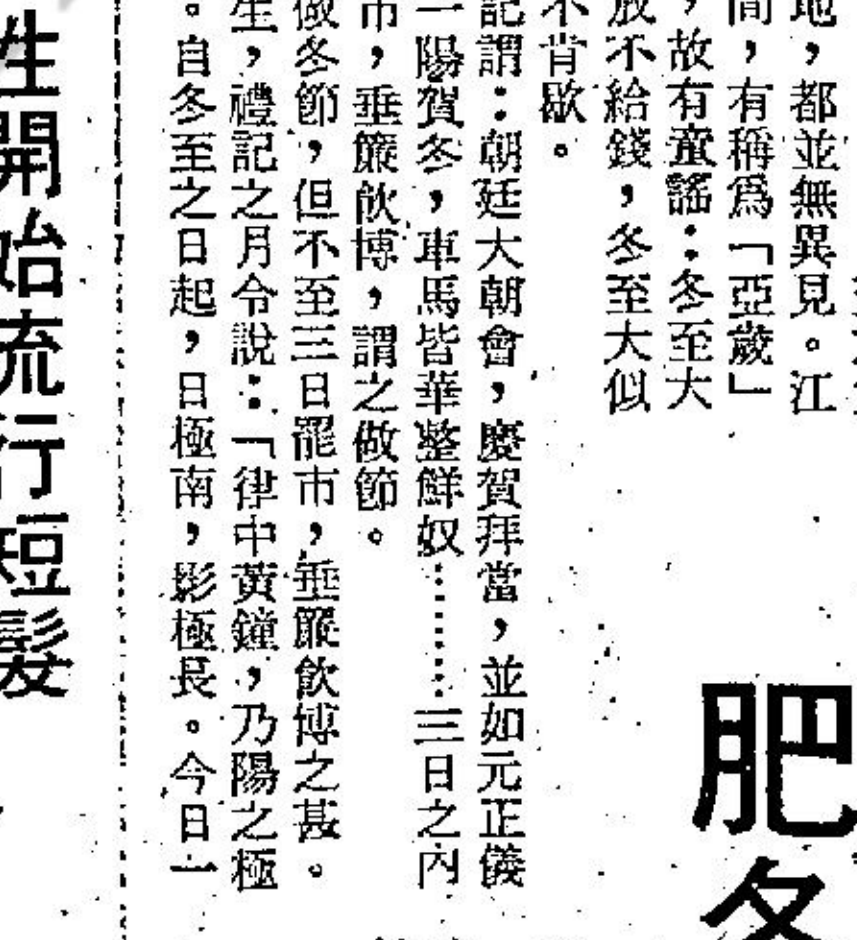 肥冬
地，都並無異見。江
間，有稱爲「亞歲」
，故有童謠：冬至大
放不給錢，冬至大似
不肯歇。
記謂：朝廷大朝會，慶賀拜當，並如元正儀
一陽賀冬，車馬皆華整鮮奴………三日之內
市，垂簾飲博，謂之做節。
做冬節，但不至三日罷市，垂簾飲博之甚。
生，禮記之月令說：「律中黃鐘，乃陽之極
。自冬至之日起，日極南，影極長。今日一
性開始流行短髮